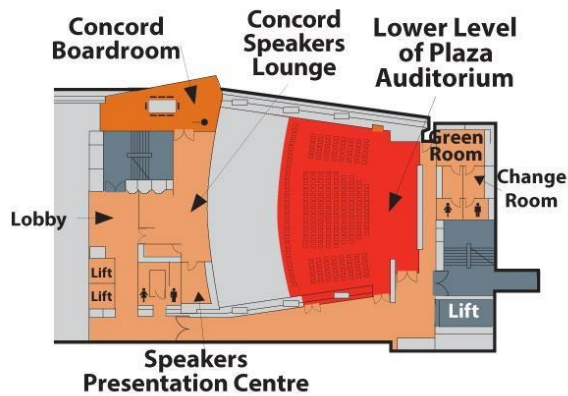 Concord
Boardroom
Concord
Speakers
Lounge
Lower Level
of Plaza
Auditorium
Green
Room
Change
Room
Lobby
Lift
Lift
Lift
Speakers
Presentation Centre